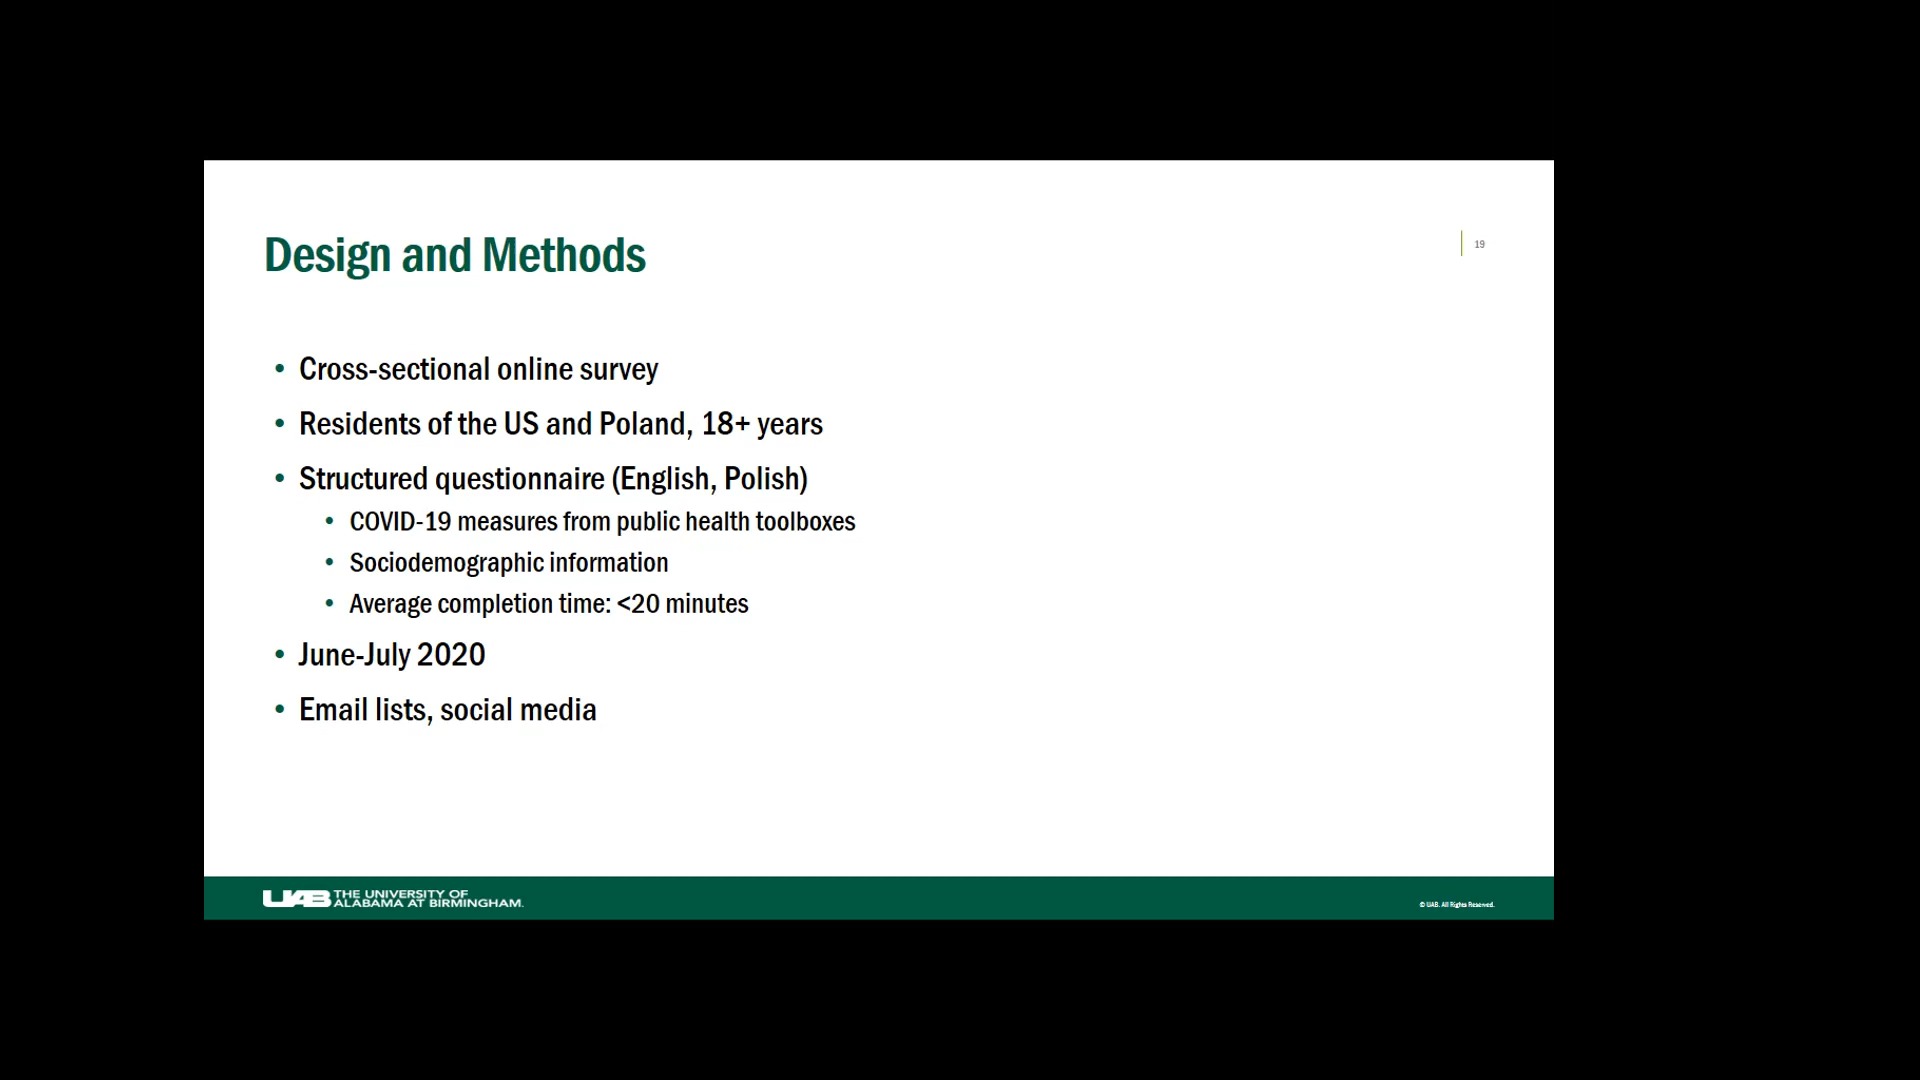 Design and Methods
19
• Cross-sectional online survey
• Residents of the US and Poland, 18+ years
• Structured questionnaire (English, Polish)
• COVID-19 measures from public health toolboxes
• Sociodemographic information
• Average completion time: <20 minutes
• June-July 2020
• Email lists, social media
UAB THE UNIVERSITY OF
ALABAMA AT BIRMINGHAM.
© UAB. All Rights Reserved.